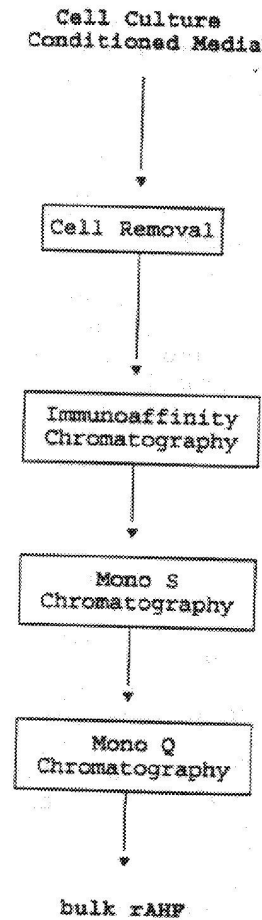 Cell Culture
Conditioned Media
Cell Removal
Immunoaffinity
Chromatography
Mono S
Chromatography
Mono Q
Chromatography
bulk rAHF